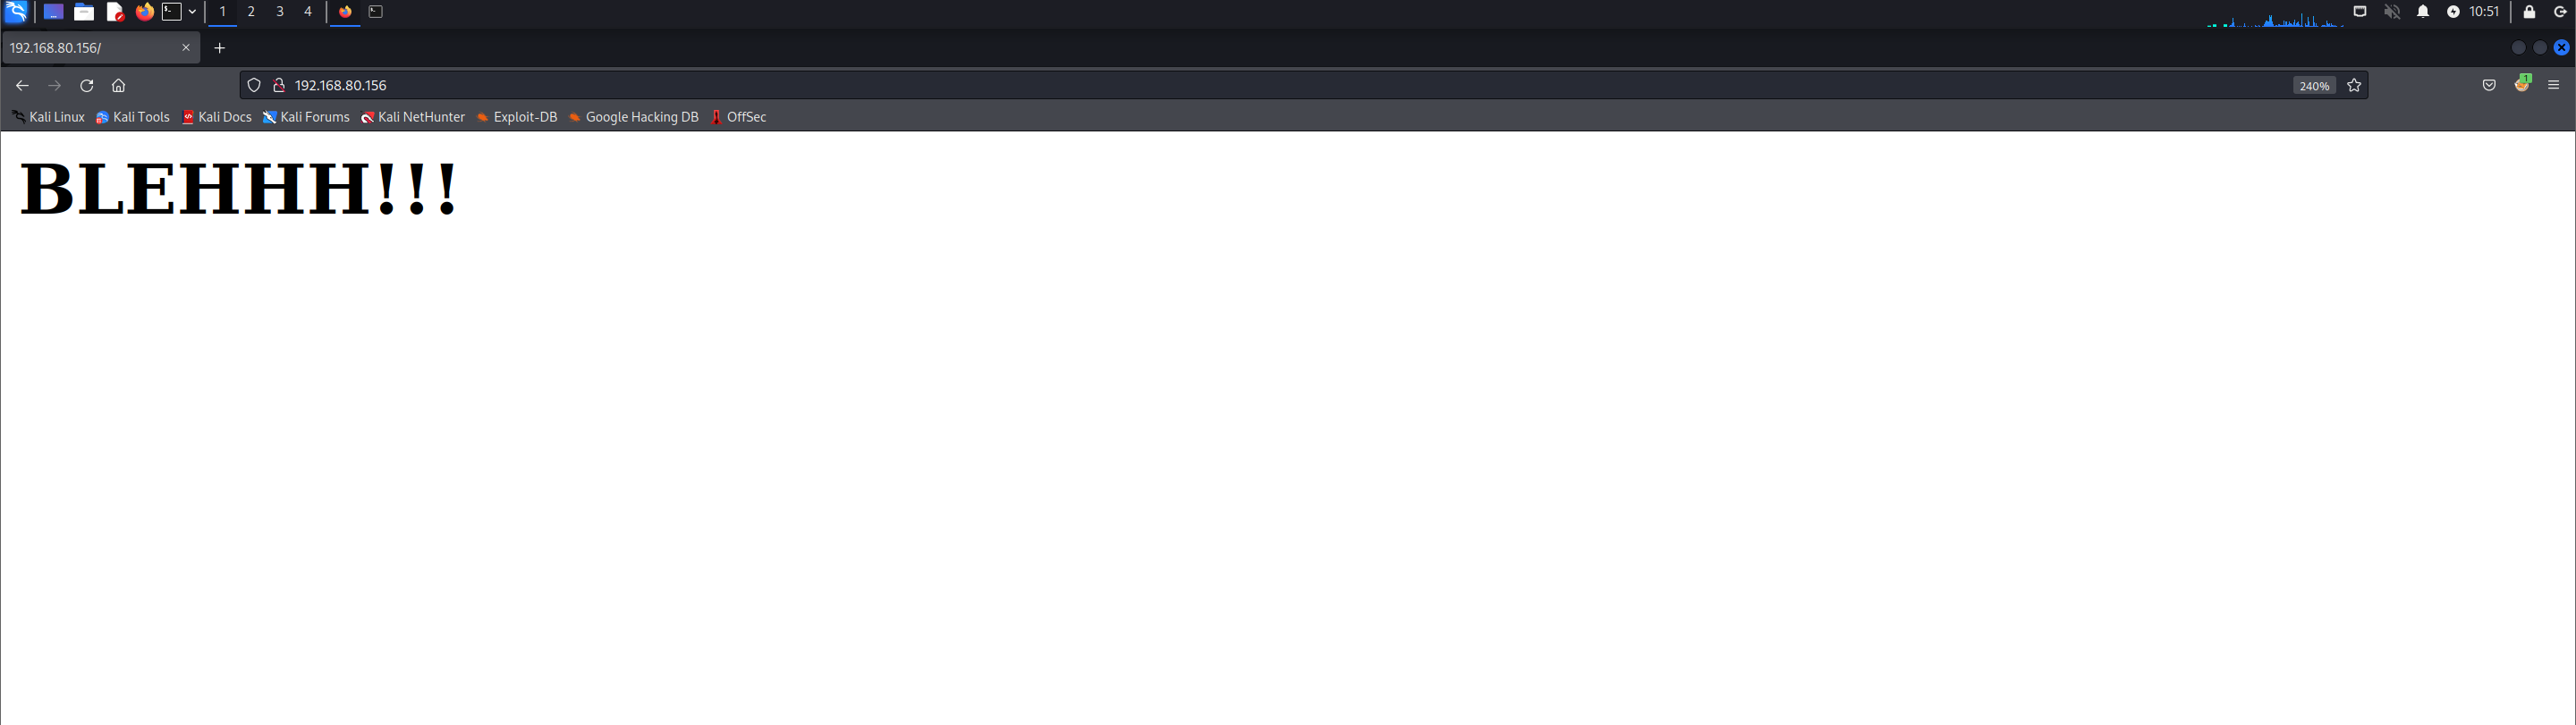 1 2 3 4 10:51
192.168.80.156/
192.168.80.156 240% 1
Kali Linux Kali Tools Kali Docs Kali Forums Kali NetHunter Exploit-DB Google Hacking DB OffSec
BLEHHH!!!